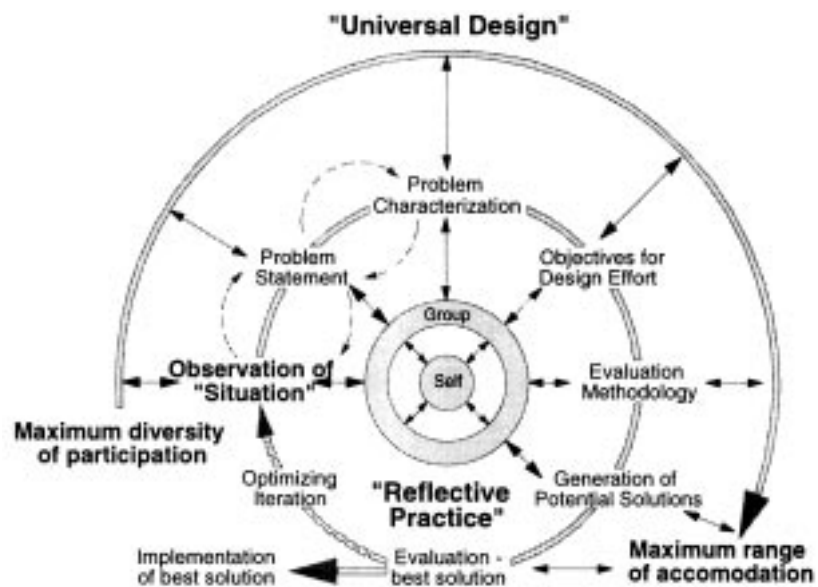 "Universal Design"
Problem
Characterization
Problem
Statement
Objectives for
Design Effort
Group
Self
Observation of
"Situation"
Evaluation
Methodology
Maximum diversity
of participation
Optimizing
Iteration
"Reflective
Practice"
Generation of
Potential Solutions
Implementation
of best solution
Evaluation -
best solution
Maximum range
of accomodation